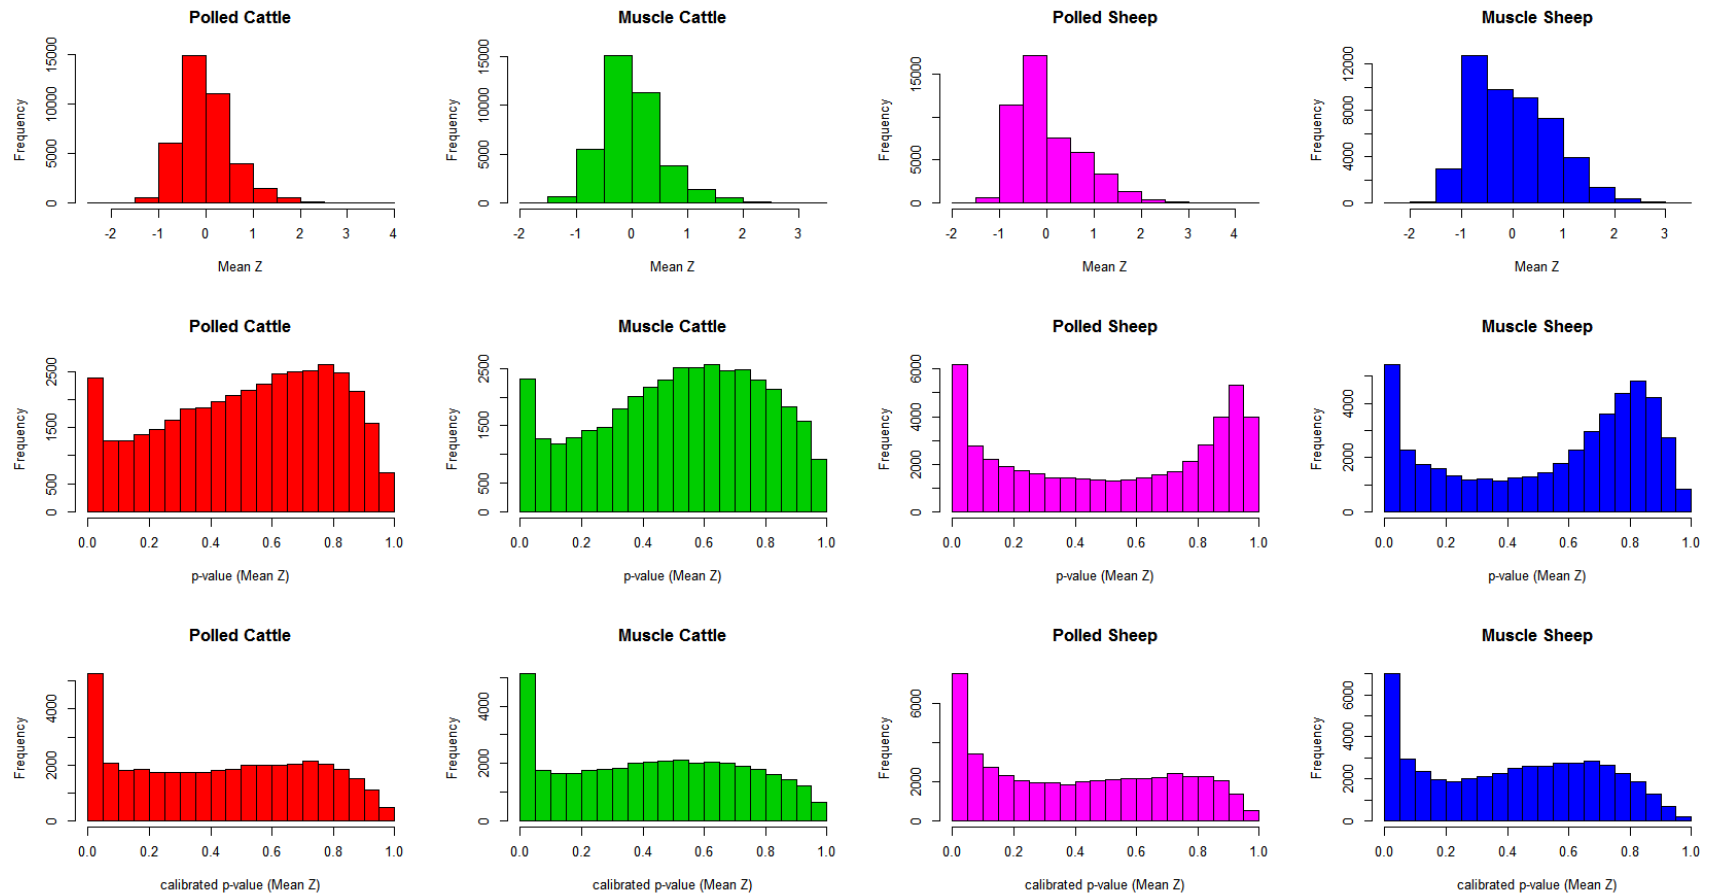 Polled Cattle
Frequency
15000
10000
5000
0
-2 -1 0 1 2 3 4
Mean Z
Muscle Cattle
Frequency
15000
10000
5000
0
-2 -1 0 1 2 3
Mean Z
Polled Sheep
Frequency
15000
5000
0
-2 -1 0 1 2 3 4
Mean Z
Muscle Sheep
Frequency
12000
8000
4000
0
-2 -1 0 1 2 3
Mean Z
Polled Cattle
Frequency
2500
1500
500
0
0.0 0.2 0.4 0.6 0.8 1.0
p-value (Mean Z)
Muscle Cattle
Frequency
2500
1500
500
0
0.0 0.2 0.4 0.6 0.8 1.0
p-value (Mean Z)
Polled Sheep
Frequency
6000
4000
2000
0
0.0 0.2 0.4 0.6 0.8 1.0
p-value (Mean Z)
Muscle Sheep
Frequency
4000
2000
0
0.0 0.2 0.4 0.6 0.8 1.0
p-value (Mean Z)
Polled Cattle
Frequency
4000
2000
0
0.0 0.2 0.4 0.6 0.8 1.0
calibrated p-value (Mean Z)
Muscle Cattle
Frequency
4000
2000
0
0.0 0.2 0.4 0.6 0.8 1.0
calibrated p-value (Mean Z)
Polled Sheep
Frequency
6000
2000
0
0.0 0.2 0.4 0.6 0.8 1.0
calibrated p-value (Mean Z)
Muscle Sheep
Frequency
6000
4000
2000
0
0.0 0.2 0.4 0.6 0.8 1.0
calibrated p-value (Mean Z)